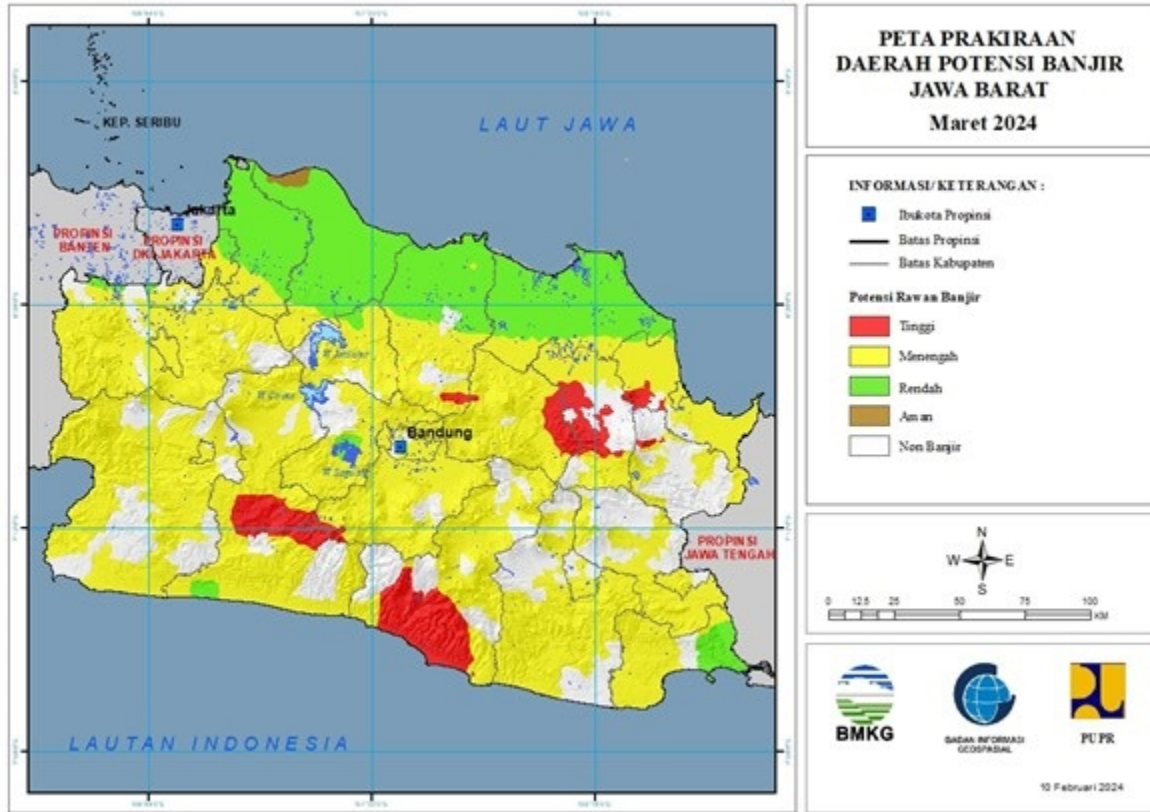 PETA PRAKIRAAN
DAERAH POTENSI BANJIR
JAWA BARAT
Maret 2024
KEP. SERIBU
LAUT JAWA
Jakarta
PROPINSI
BANTEN
PROPINSI
DKI JAKARTA
Bandung
PROPINSI
JAWA TENGAH
LAUTAN INDONESIA
INFORMASI/KETERANGAN :
Ibukota Propinsi
Batas Propinsi
Batas Kabupaten
Potensi Rawan Banjir
Tinggi
Menengah
Rendah
Aman
Non Banjir
N
W E
S
0 12.5 25 50 75 100
KM
BMKG
BADAN INFORMASI
GEOSPASIAL
PUPR
10 Februari 2024